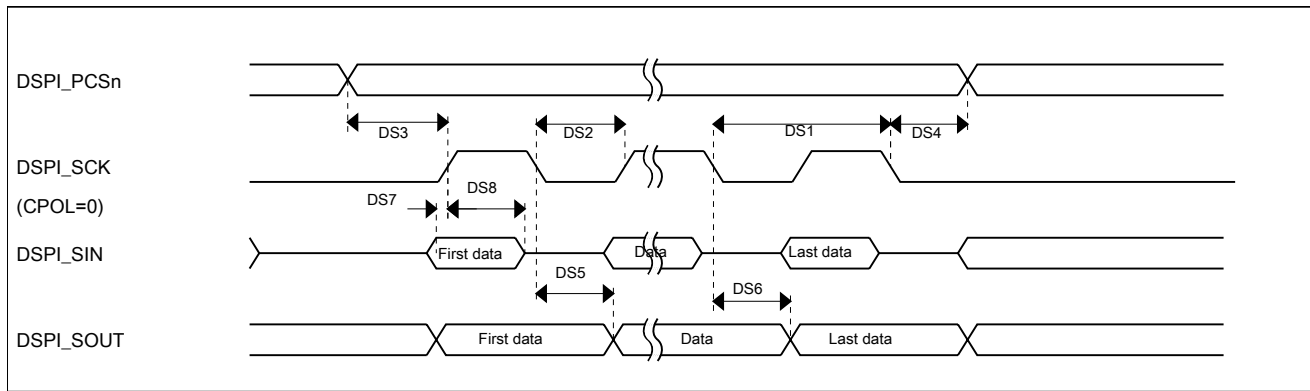 DSPI_PCSn
DS3
DS2
DS1
DS4
DSPI_SCK
(CPOL=0)
DS7
DS8
DSPI_SIN
First data
Data
Last data
DS5
DS6
DSPI_SOUT
First data
Data
Last data